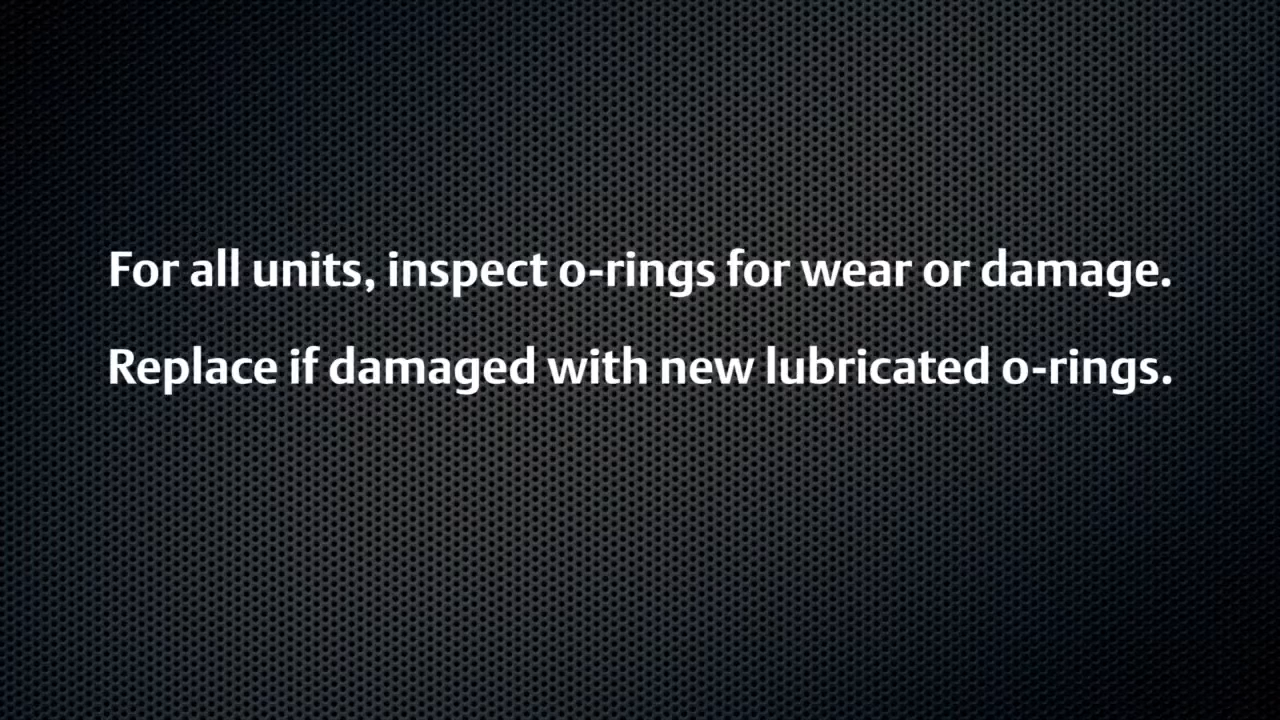 For all units, inspect o-rings for wear or damage.
Replace if damaged with new lubricated o-rings.